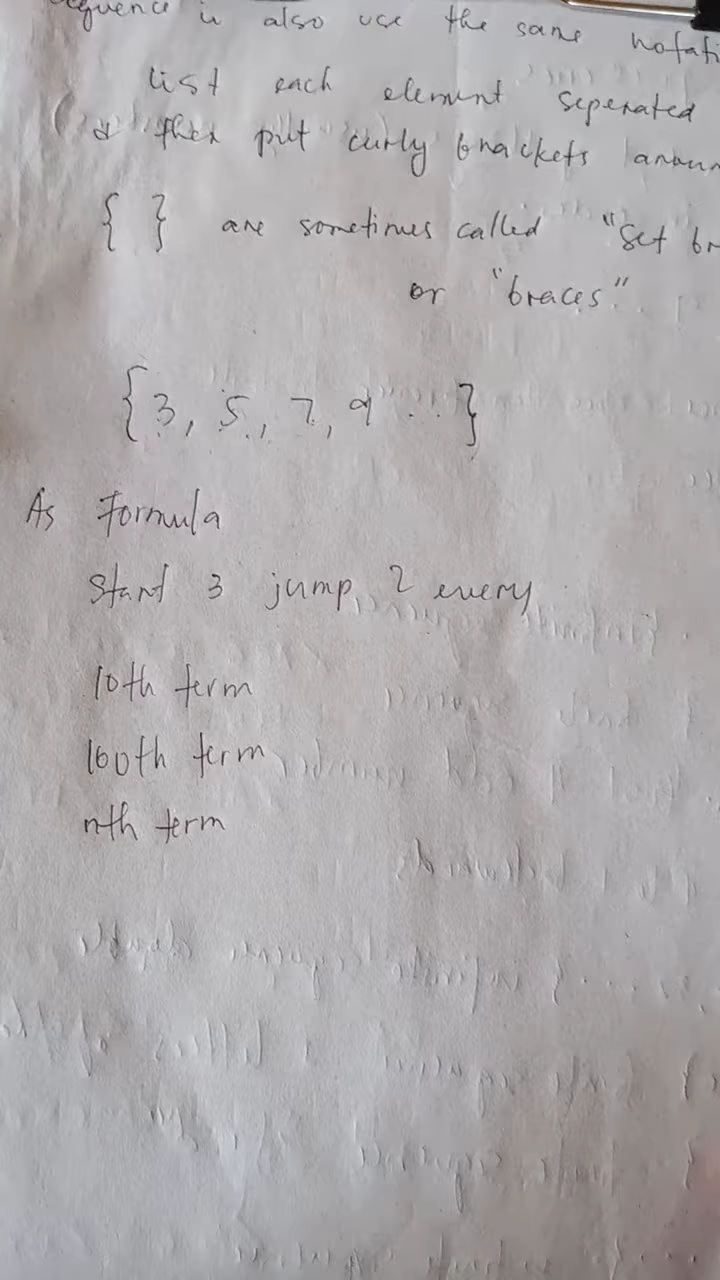 is also use the same
list each element seperated
& then put curly brackets
{ } are sometimes called "Set
or "braces"
{3, 5, 7, 9 ... }
As Formula
Start 3 jump 2 every
10th term
100th term
nth term